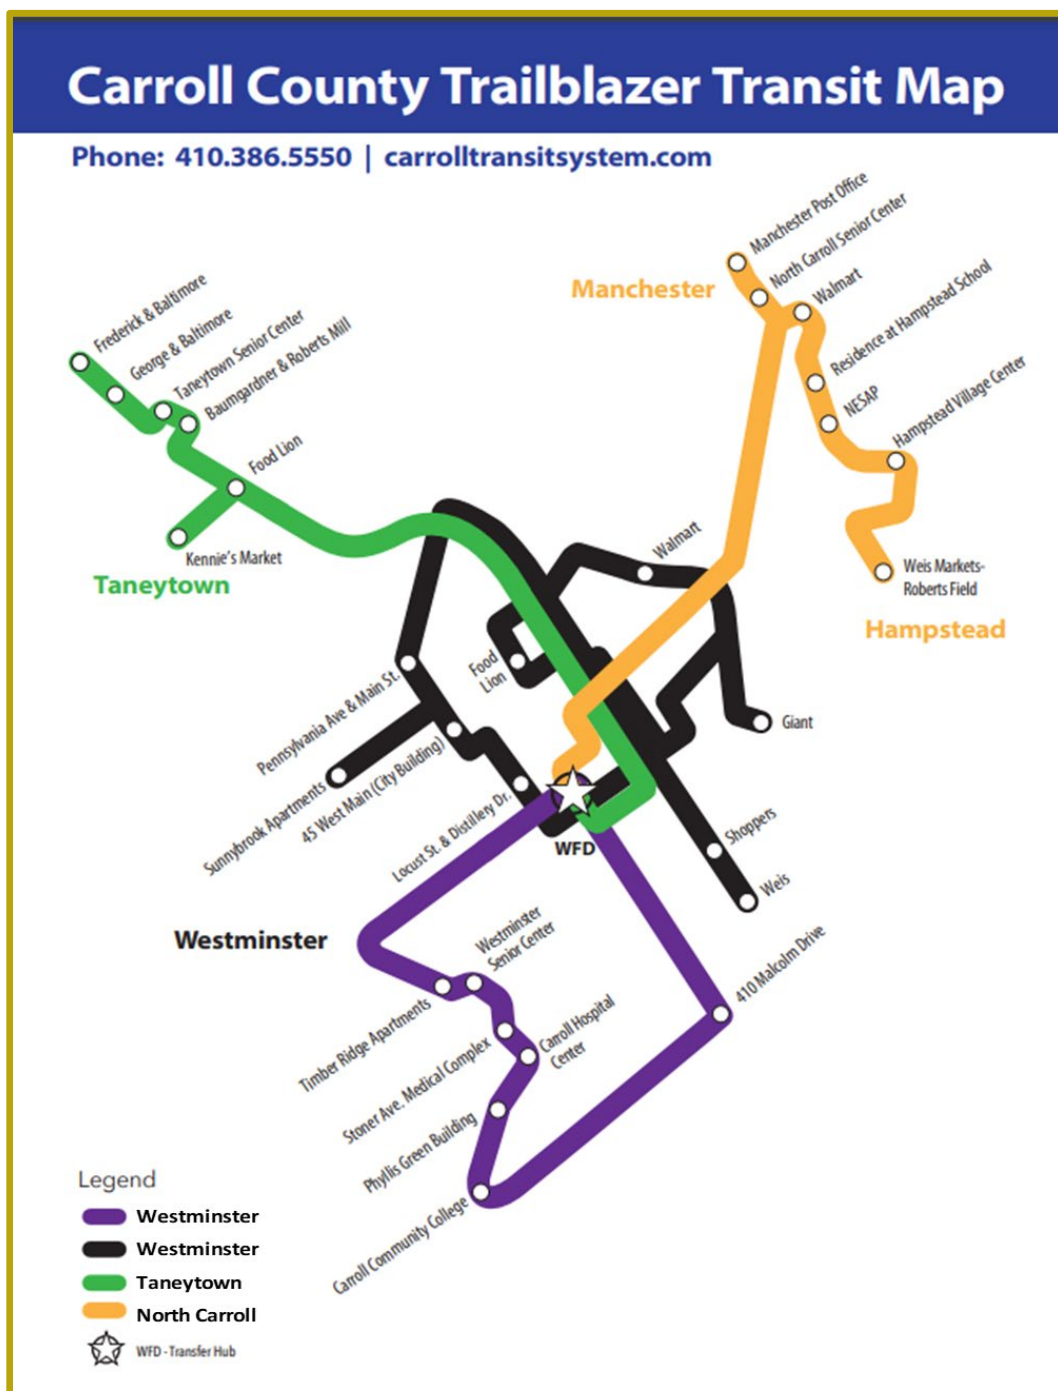 Carroll County Trailblazer Transit Map
Phone: 410.386.5550 | carrolltransitsystem.com
Manchester Post Office
North Carroll Senior Center
Manchester
Walmart
Residence at Hampstead School
NESAP
Hampstead Village Center
Weis Markets-
Roberts Field
Hampstead
Frederick & Baltimore
George & Baltimore
Taneytown Senior Center
Baumgardner & Roberts Mill
Food Lion
Kennie's Market
Taneytown
Walmart
Food
Lion
Giant
Pennsylvania Ave & Main St.
Sunnybrook Apartments
45 West Main (City Building)
Locust St. & Distillery Dr.
WFD
Shoppers
Weis
Westminster
Westminster
Senior Center
410 Malcolm Drive
Timber Ridge Apartments
Stoner Ave. Medical Complex
Carroll Hospital
Center
Phyllis Green Building
Carroll Community College
Legend
Westminster
Westminster
Taneytown
North Carroll
WFD - Transfer Hub